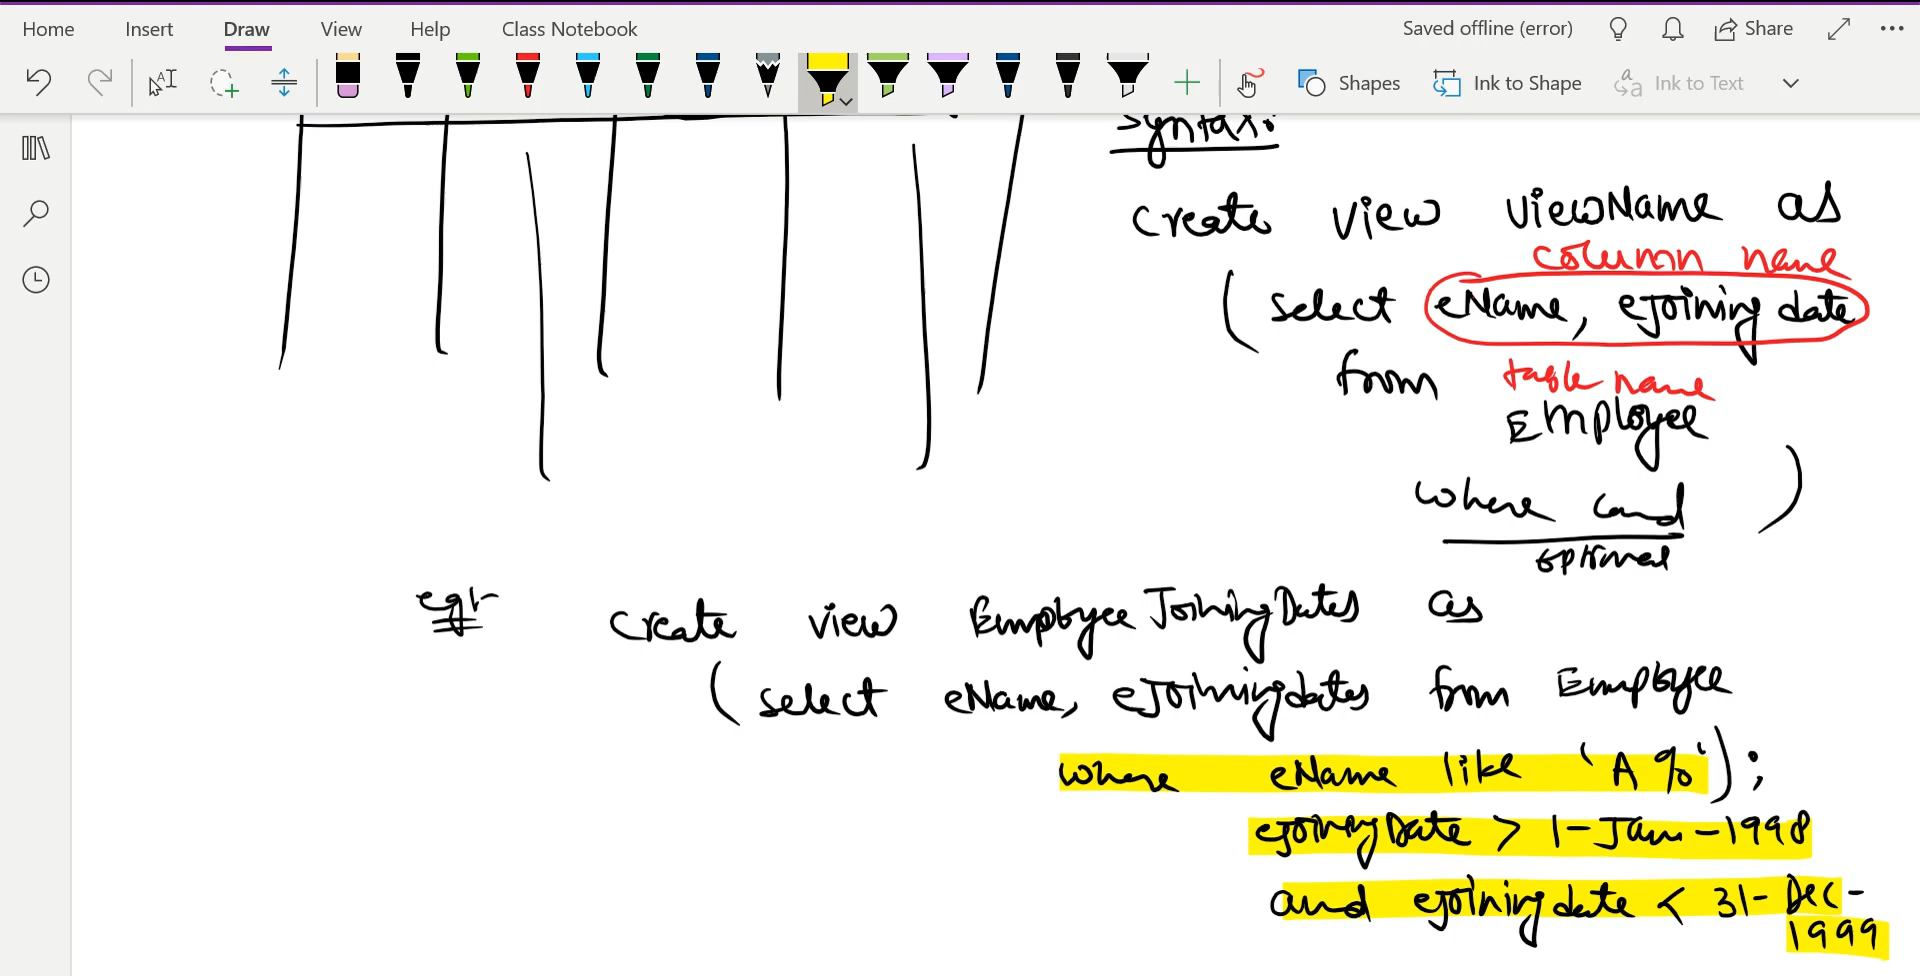 Home Insert Draw View Help Class Notebook Saved offline (error) Share
Shapes Ink to Shape Ink to Text
Syntax:
Create view viewName as
column name
(select eName, eJoining date
from table name
Employee
where cond )
optional
eg:- Create view EmployeeJoiningDates as
(select eName, eJoiningdates from Employee
where eName like 'A%');
eJoiningDate > 1-Jan-1998
and eJoiningdate < 31-Dec-
1999